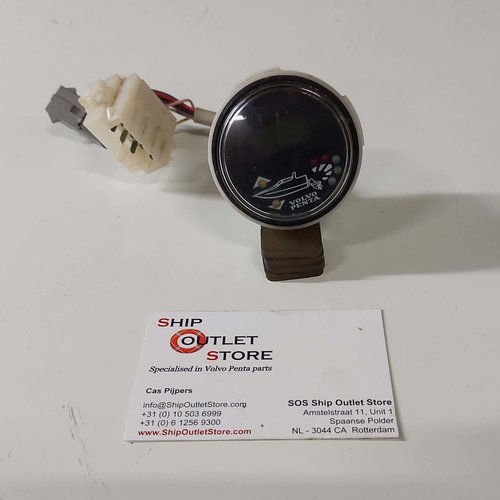 VOLVO
PENTA
SHIP
OUTLET
STORE
Specialised in Volvo Penta parts
Cas Pijpers
info@ShipOutletStore.com
+31 (0) 10 503 6999
+31 (0) 6 1256 9300
www.ShipOutletStore.com
SOS Ship Outlet Store
Amstelstraat 11, Unit 1
Spaanse Polder
NL - 3044 CA Rotterdam